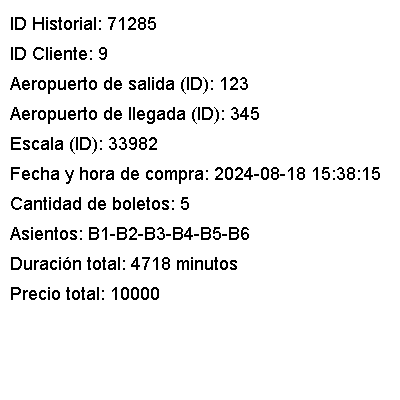 ID Historial: 71285
ID Cliente: 9
Aeropuerto de salida (ID): 123
Aeropuerto de llegada (ID): 345
Escala (ID): 33982
Fecha y hora de compra: 2024-08-18 15:38:15
Cantidad de boletos: 5
Asientos: B1-B2-B3-B4-B5-B6
Duración total: 4718 minutos
Precio total: 10000